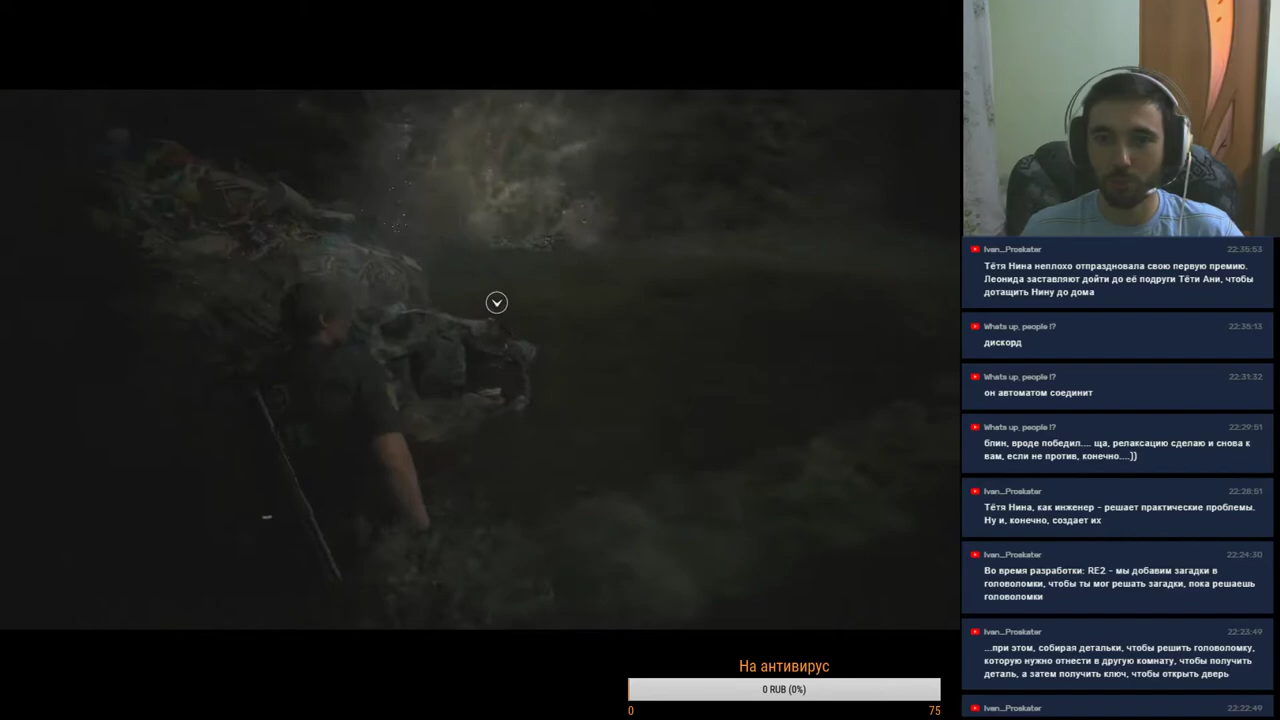 Ivan_Proskater 22:35:53
Тётя Нина неплохо отпраздновала свою первую премию.
Леонида заставляют дойти до её подруги Тёти Ани, чтобы
дотащить Нину до дома
Whats up, people !? 22:35:13
дискорд
Whats up, people !? 22:31:32
он автоматом соединит
Whats up, people !? 22:29:51
блин, вроде победил.... ща, релаксацию сделаю и снова к
вам, если не против, конечно....))
Ivan_Proskater 22:28:51
Тётя Нина, как инженер - решает практические проблемы.
Ну и, конечно, создает их
Ivan_Proskater 22:24:30
Во время разработки: RE2 - мы добавим загадки в
головоломки, чтобы ты мог решать загадки, пока решаешь
головоломки
Ivan_Proskater 22:23:49
...при этом, собирая детальки, чтобы решить головоломку,
которую нужно отнести в другую комнату, чтобы получить
деталь, а затем получить ключ, чтобы открыть дверь
Ivan_Proskater 22:22:49
На антивирус
0 RUB (0%)
0 75